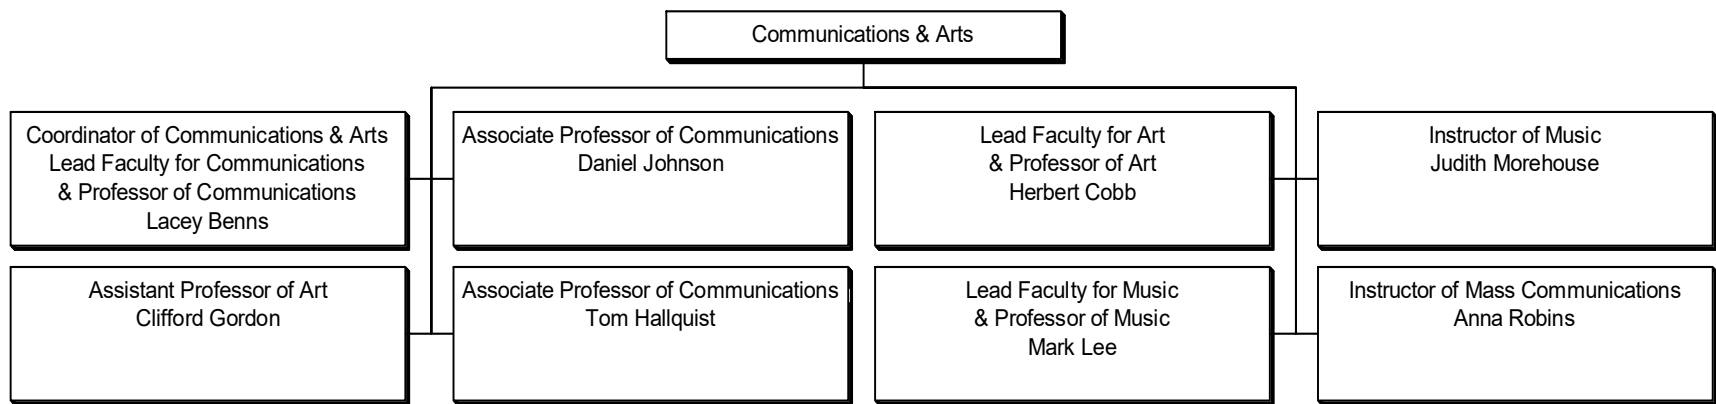 Communications & Arts
Coordinator of Communications & Arts
Lead Faculty for Communications
& Professor of Communications
Lacey Benns
Associate Professor of Communications
Daniel Johnson
Lead Faculty for Art
& Professor of Art
Herbert Cobb
Instructor of Music
Judith Morehouse
Assistant Professor of Art
Clifford Gordon
Associate Professor of Communications
Tom Hallquist
Lead Faculty for Music
& Professor of Music
Mark Lee
Instructor of Mass Communications
Anna Robins